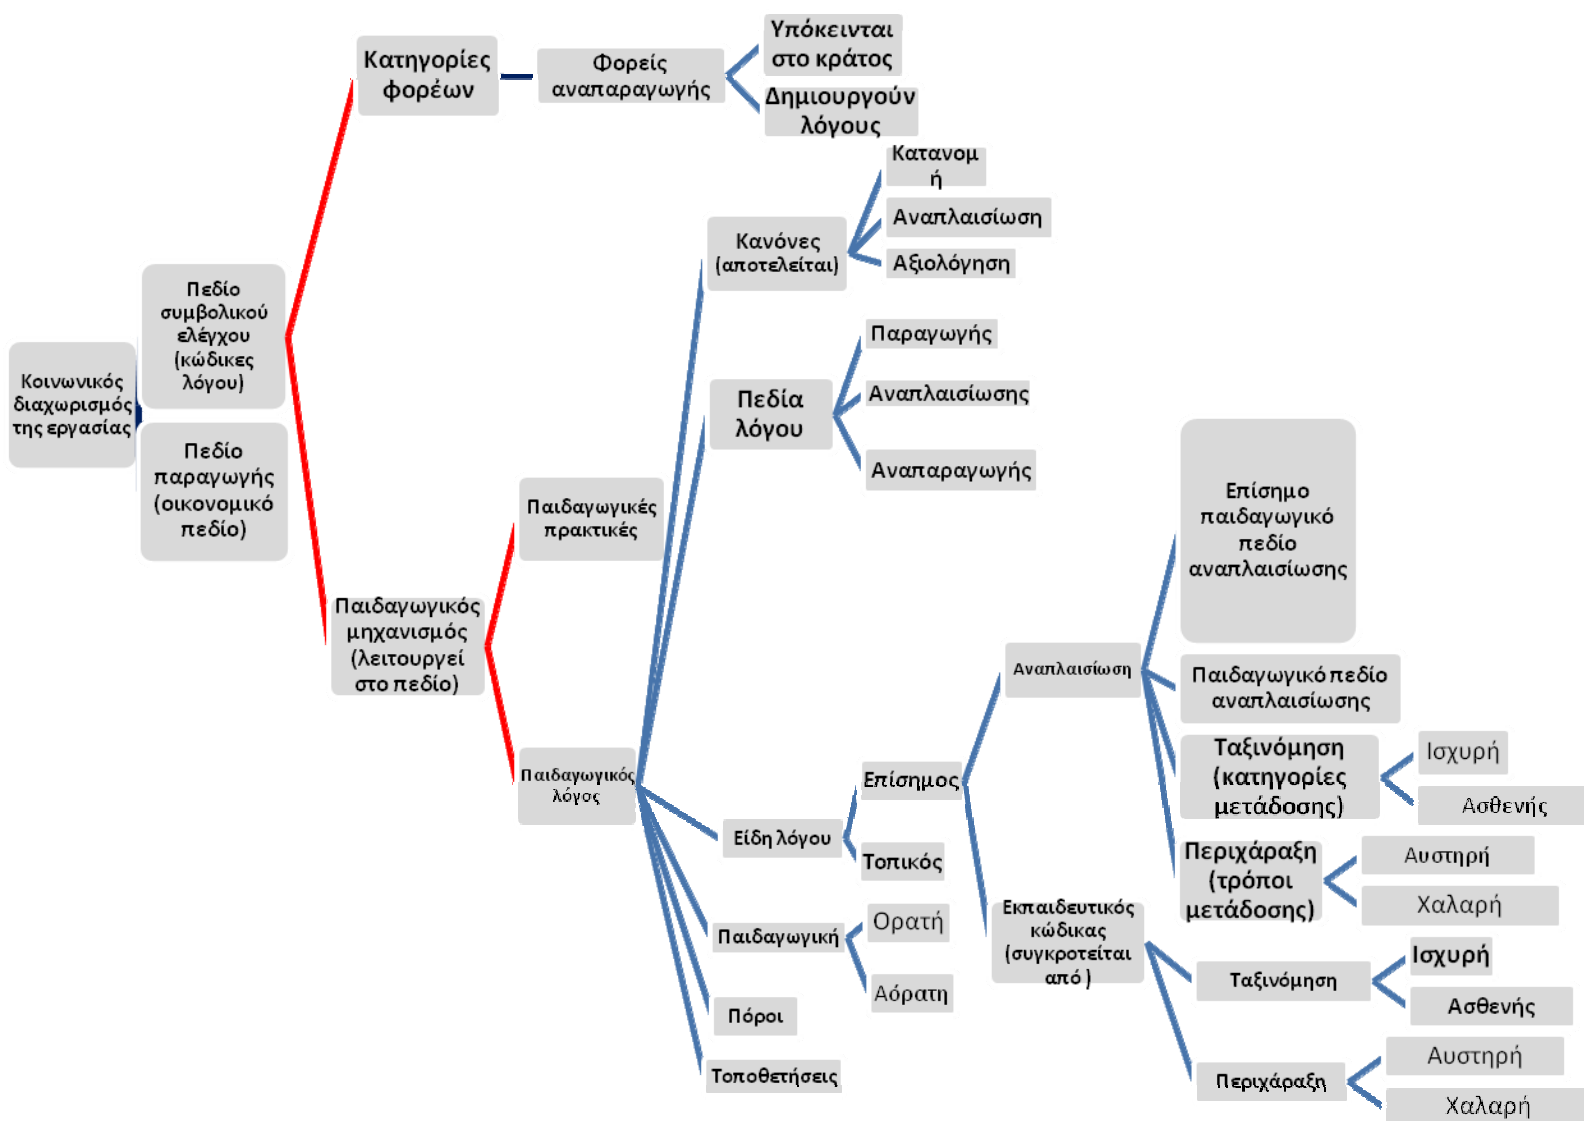 Κοινωνικός
διαχωρισμός
της εργασίας
Πεδίο
συμβολικού
ελέγχου
(κώδικες
λόγου)
Πεδίο
παραγωγής
(οικονομικό
πεδίο)
Κατηγορίες
φορέων
Φορείς
αναπαραγωγής
Υπόκεινται
στο κράτος
Δημιουργούν
λόγους
Παιδαγωγικός
μηχανισμός
(λειτουργεί
στο πεδίο)
Παιδαγωγικές
πρακτικές
Παιδαγωγικός
λόγος
Κανόνες
(αποτελείται)
Κατανομ
ή
Αναπλαισίωση
Αξιολόγηση
Πεδία
λόγου
Παραγωγής
Αναπλαισίωσης
Αναπαραγωγής
Είδη λόγου
Επίσημος
Τοπικός
Αναπλαισίωση
Επίσημο
παιδαγωγικό
πεδίο
αναπλαισίωσης
Παιδαγωγικό πεδίο
αναπλαισίωσης
Ταξινόμηση
(κατηγορίες
μετάδοσης)
Ισχυρή
Ασθενής
Περιχάραξη
(τρόποι
μετάδοσης)
Αυστηρή
Χαλαρή
Εκπαιδευτικός
κώδικας
(συγκροτείται
από )
Ταξινόμηση
Ισχυρή
Ασθενής
Περιχάραξη
Αυστηρή
Χαλαρή
Παιδαγωγική
Ορατή
Αόρατη
Πόροι
Τοποθετήσεις